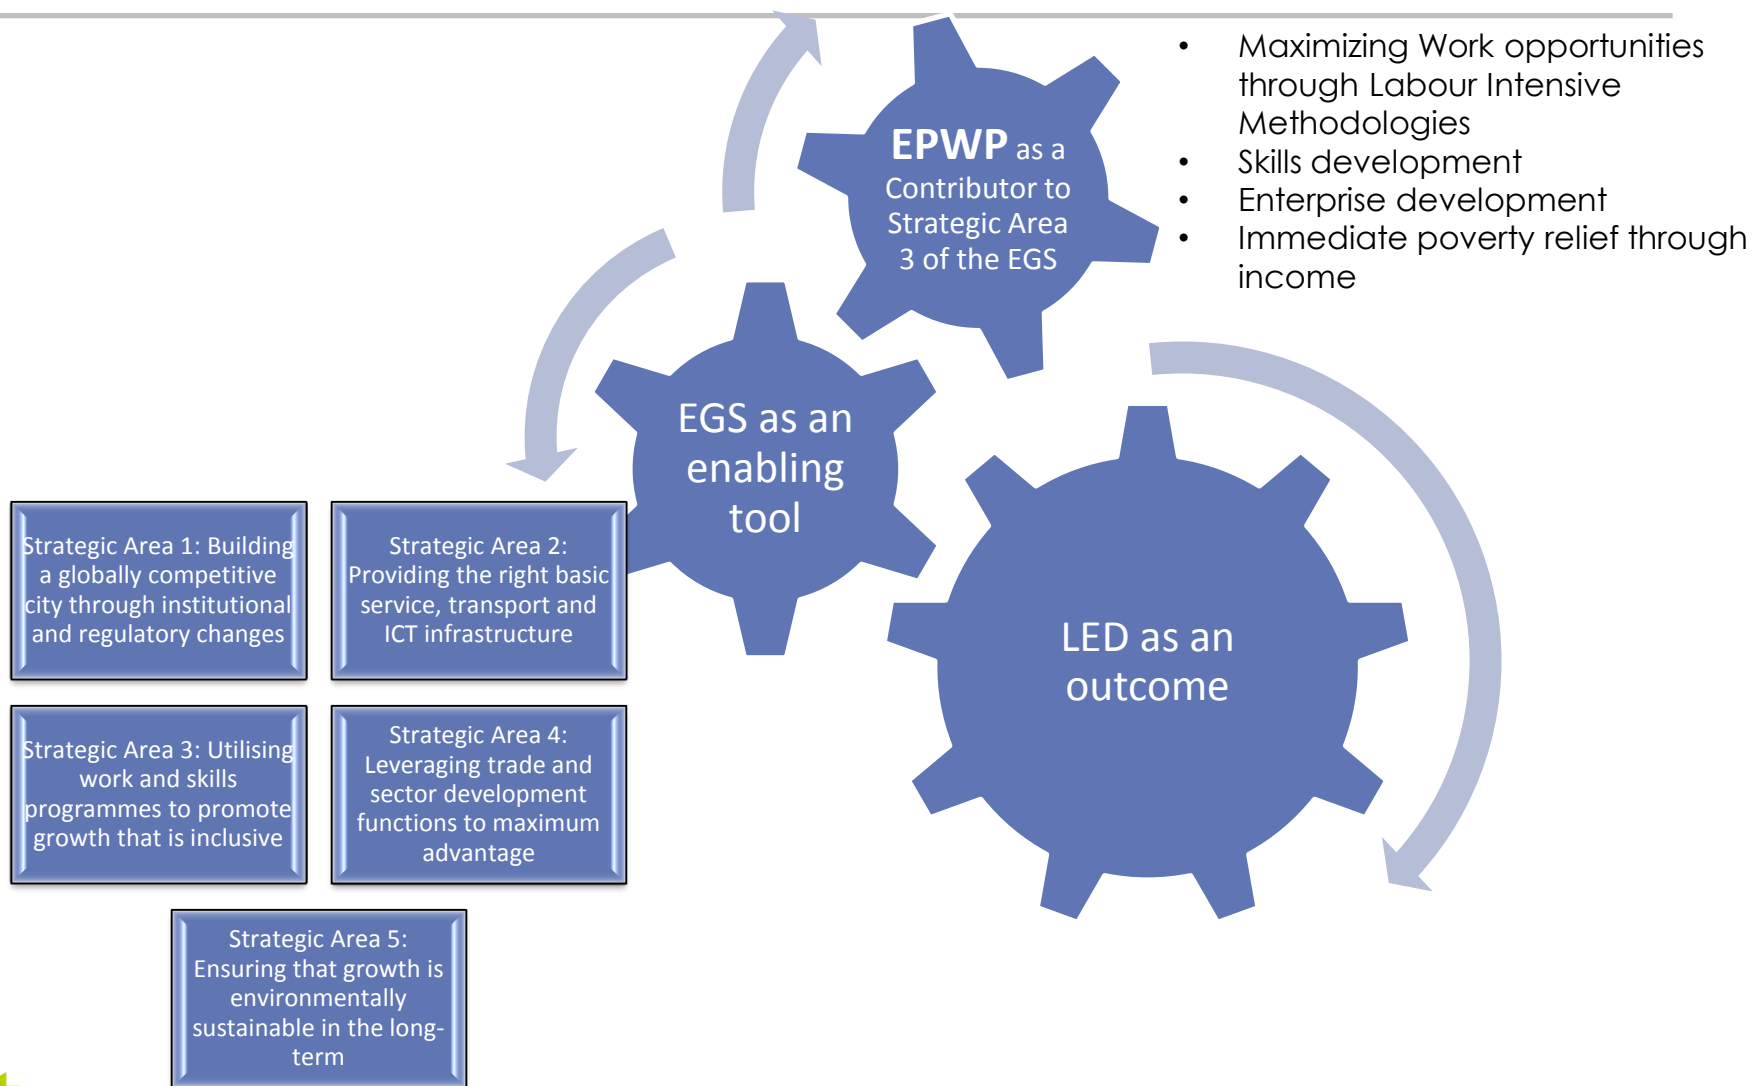 EPWP as a
Contributor to
Strategic Area
3 of the EGS
• Maximizing Work opportunities
through Labour Intensive
Methodologies
• Skills development
• Enterprise development
• Immediate poverty relief through
income
EGS as an
enabling
tool
LED as an
outcome
Strategic Area 1: Building
a globally competitive
city through institutional
and regulatory changes
Strategic Area 2:
Providing the right basic
service, transport and
ICT infrastructure
Strategic Area 3: Utilising
work and skills
programmes to promote
growth that is inclusive
Strategic Area 4:
Leveraging trade and
sector development
functions to maximum
advantage
Strategic Area 5:
Ensuring that growth is
environmentally
sustainable in the long-
term